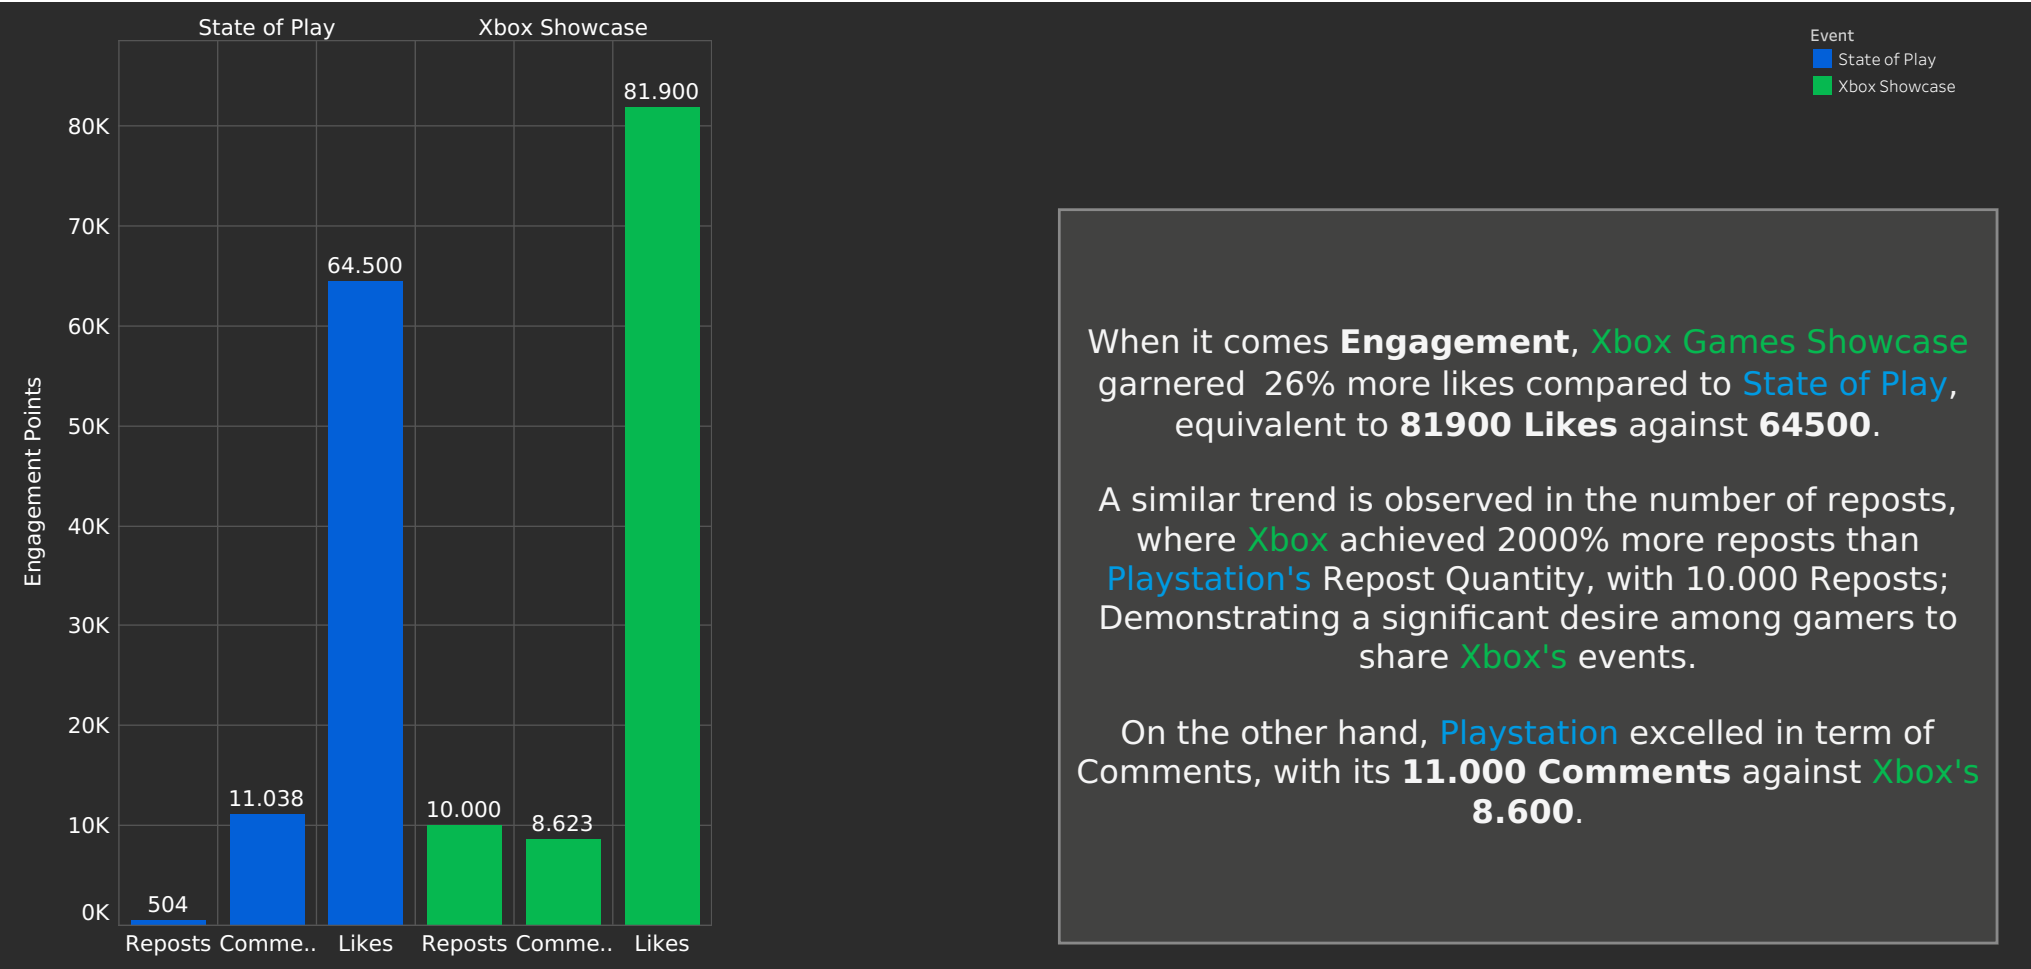 State of Play
Xbox Showcase
Event
State of Play
Xbox Showcase
Engagement Points
80K
70K
60K
50K
40K
30K
20K
10K
0K
504
11.038
64.500
10.000
8.623
81.900
Reposts
Comme..
Likes
Reposts
Comme..
Likes
When it comes Engagement, Xbox Games Showcase
garnered 26% more likes compared to State of Play,
equivalent to 81900 Likes against 64500.
A similar trend is observed in the number of reposts,
where Xbox achieved 2000% more reposts than
Playstation's Repost Quantity, with 10.000 Reposts;
Demonstrating a significant desire among gamers to
share Xbox's events.
On the other hand, Playstation excelled in term of
Comments, with its 11.000 Comments against Xbox's
8.600.